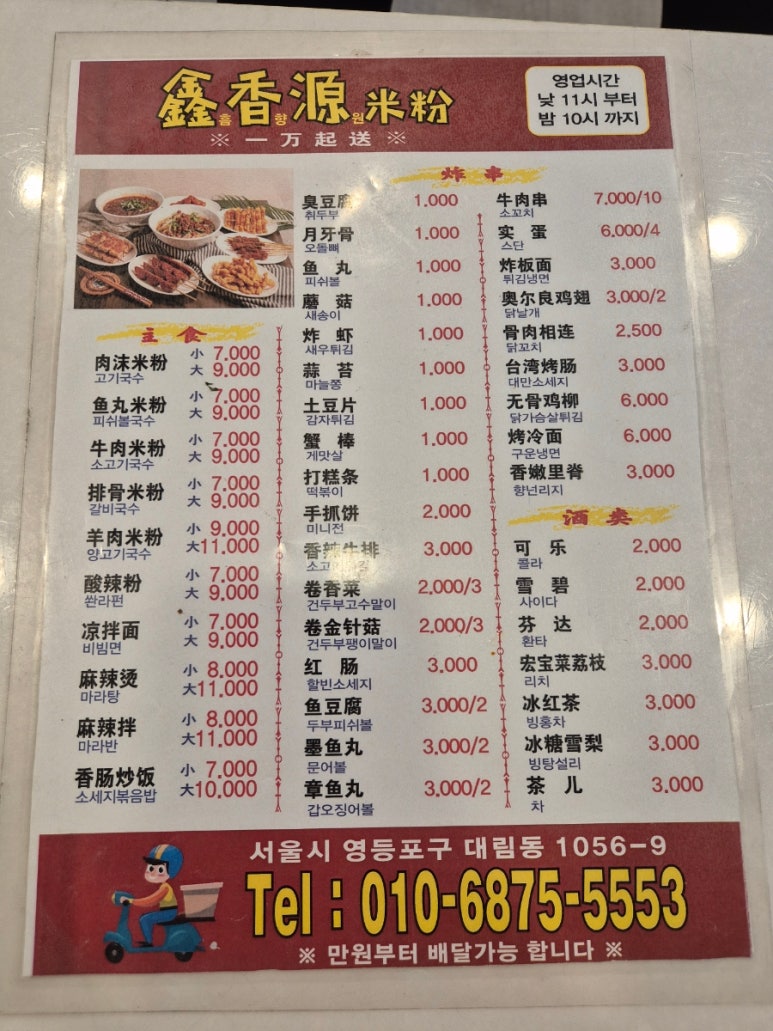 鑫香源米粉
흠 향 원
※ 一万起送 ※
영업시간
낮 11시 부터
밤 10시 까지
主食
肉沫米粉 小 7.000
고기국수 大 9.000
鱼丸米粉 小 7.000
피쉬볼국수 大 9.000
牛肉米粉 小 7.000
소고기국수 大 9.000
排骨米粉 小 7.000
갈비국수 大 9.000
羊肉米粉 小 9.000
양고기국수 大 11.000
酸辣粉 小 7.000
쏸라펀 大 9.000
凉拌面 小 7.000
비빔면 大 9.000
麻辣烫 小 8.000
마라탕 大 11.000
麻辣拌 小 8.000
마라반 大 11.000
香肠炒饭 小 7.000
소세지볶음밥 大 10.000
炸串
臭豆腐 1.000
취두부
月牙骨 1.000
오돌뼈
鱼丸 1.000
피쉬볼
蘑菇 1.000
새송이
炸虾 1.000
새우튀김
蒜苔 1.000
마늘쫑
土豆片 1.000
감자튀김
蟹棒 1.000
게맛살
打糕条 1.000
떡볶이
手抓饼 2.000
미니전
香辣牛排 3.000
卷香菜 2.000/3
건두부고수말이
卷金针菇 2.000/3
건두부팽이말이
红肠 3.000
할빈소세지
鱼豆腐 3.000/2
두부피쉬볼
墨鱼丸 3.000/2
문어볼
章鱼丸 3.000/2
갑오징어볼
牛肉串 7.000/10
소꼬치
实蛋 6.000/4
스단
炸板面 3.000
튀김냉면
奥尔良鸡翅 3.000/2
닭날개
骨肉相连 2.500
닭꼬치
台湾烤肠 3.000
대만소세지
无骨鸡柳 6.000
닭가슴살튀김
烤冷面 6.000
구운냉면
香嫩里脊 3.000
향넌리지
酒类
可乐 2.000
콜라
雪碧 2.000
사이다
芬达 2.000
환타
宏宝菜荔枝 3.000
리치
冰红茶 3.000
빙홍차
冰糖雪梨 3.000
빙탕설리
茶儿 3.000
차
서울시 영등포구 대림동 1056-9
Tel : 010-6875-5553
※ 만원부터 배달가능 합니다 ※